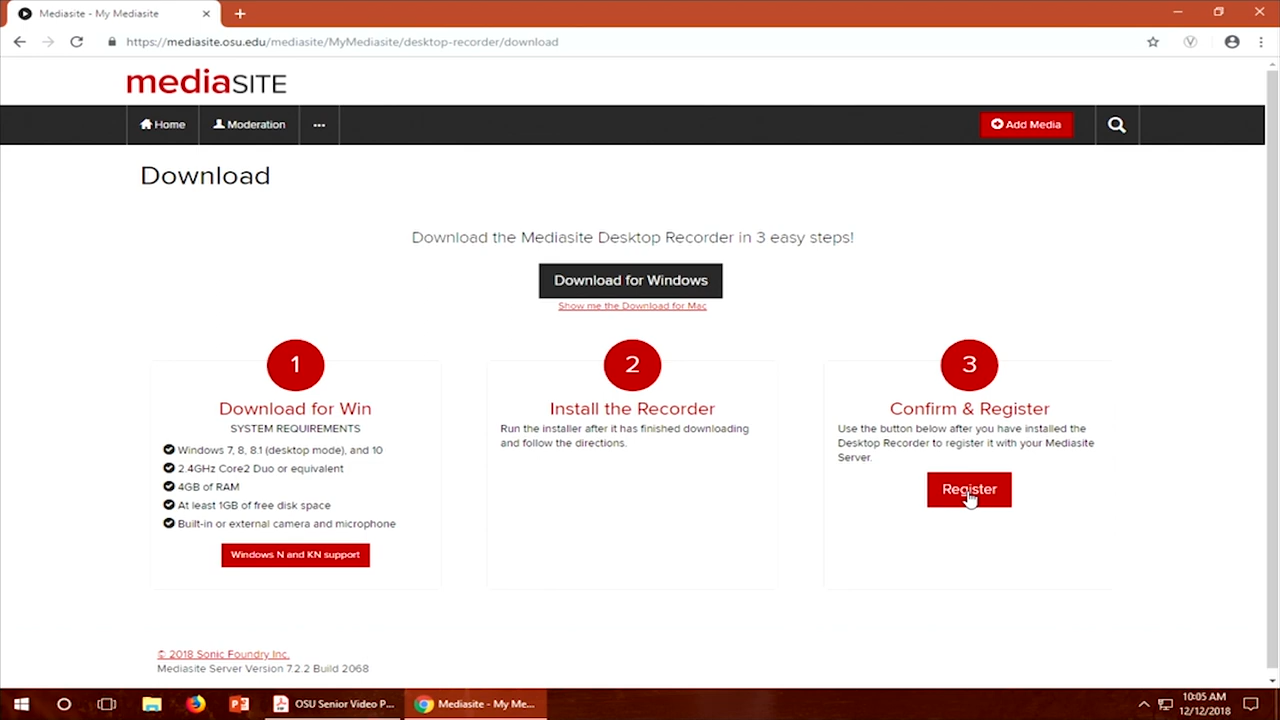 Mediasite - My Mediasite
https://mediasite.osu.edu/mediasite/MyMediasite/desktop-recorder/download
mediaSITE
Home
Moderation
Add Media
Download
Download the Mediasite Desktop Recorder in 3 easy steps!
Download for Windows
Show me the Download for Mac
1
Download for Win
SYSTEM REQUIREMENTS
Windows 7, 8, 8.1 (desktop mode), and 10
2.4GHz Core2 Duo or equivalent
4GB of RAM
At least 1GB of free disk space
Built-in or external camera and microphone
Windows N and KN support
2
Install the Recorder
Run the installer after it has finished downloading
and follow the directions.
3
Confirm & Register
Use the button below after you have installed the
Desktop Recorder to register it with your Mediasite
Server.
Register
© 2018 Sonic Foundry Inc.
Mediasite Server Version 7.2.2 Build 2068
OSU Senior Video P...
Mediasite - My Me...
10:05 AM
12/12/2018